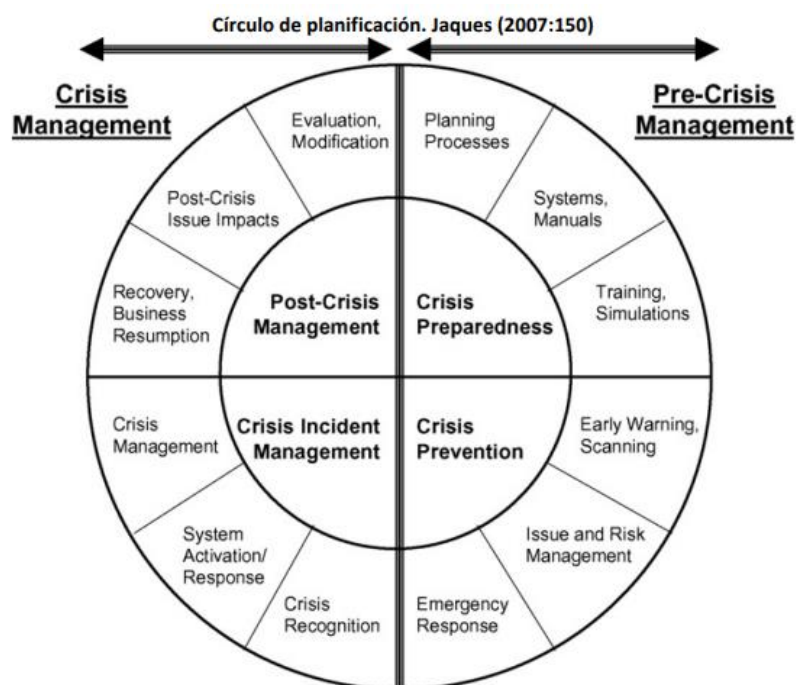 Círculo de planificación. Jaques (2007:150)
Crisis
Management
Pre-Crisis
Management
Evaluation,
Modification
Planning
Processes
Post-Crisis
Issue Impacts
Systems,
Manuals
Recovery,
Business
Resumption
Training,
Simulations
Post-Crisis
Management
Crisis
Preparedness
Crisis Incident
Management
Crisis
Prevention
Crisis
Management
Early Warning,
Scanning
System
Activation/
Response
Issue and Risk
Management
Crisis
Recognition
Emergency
Response